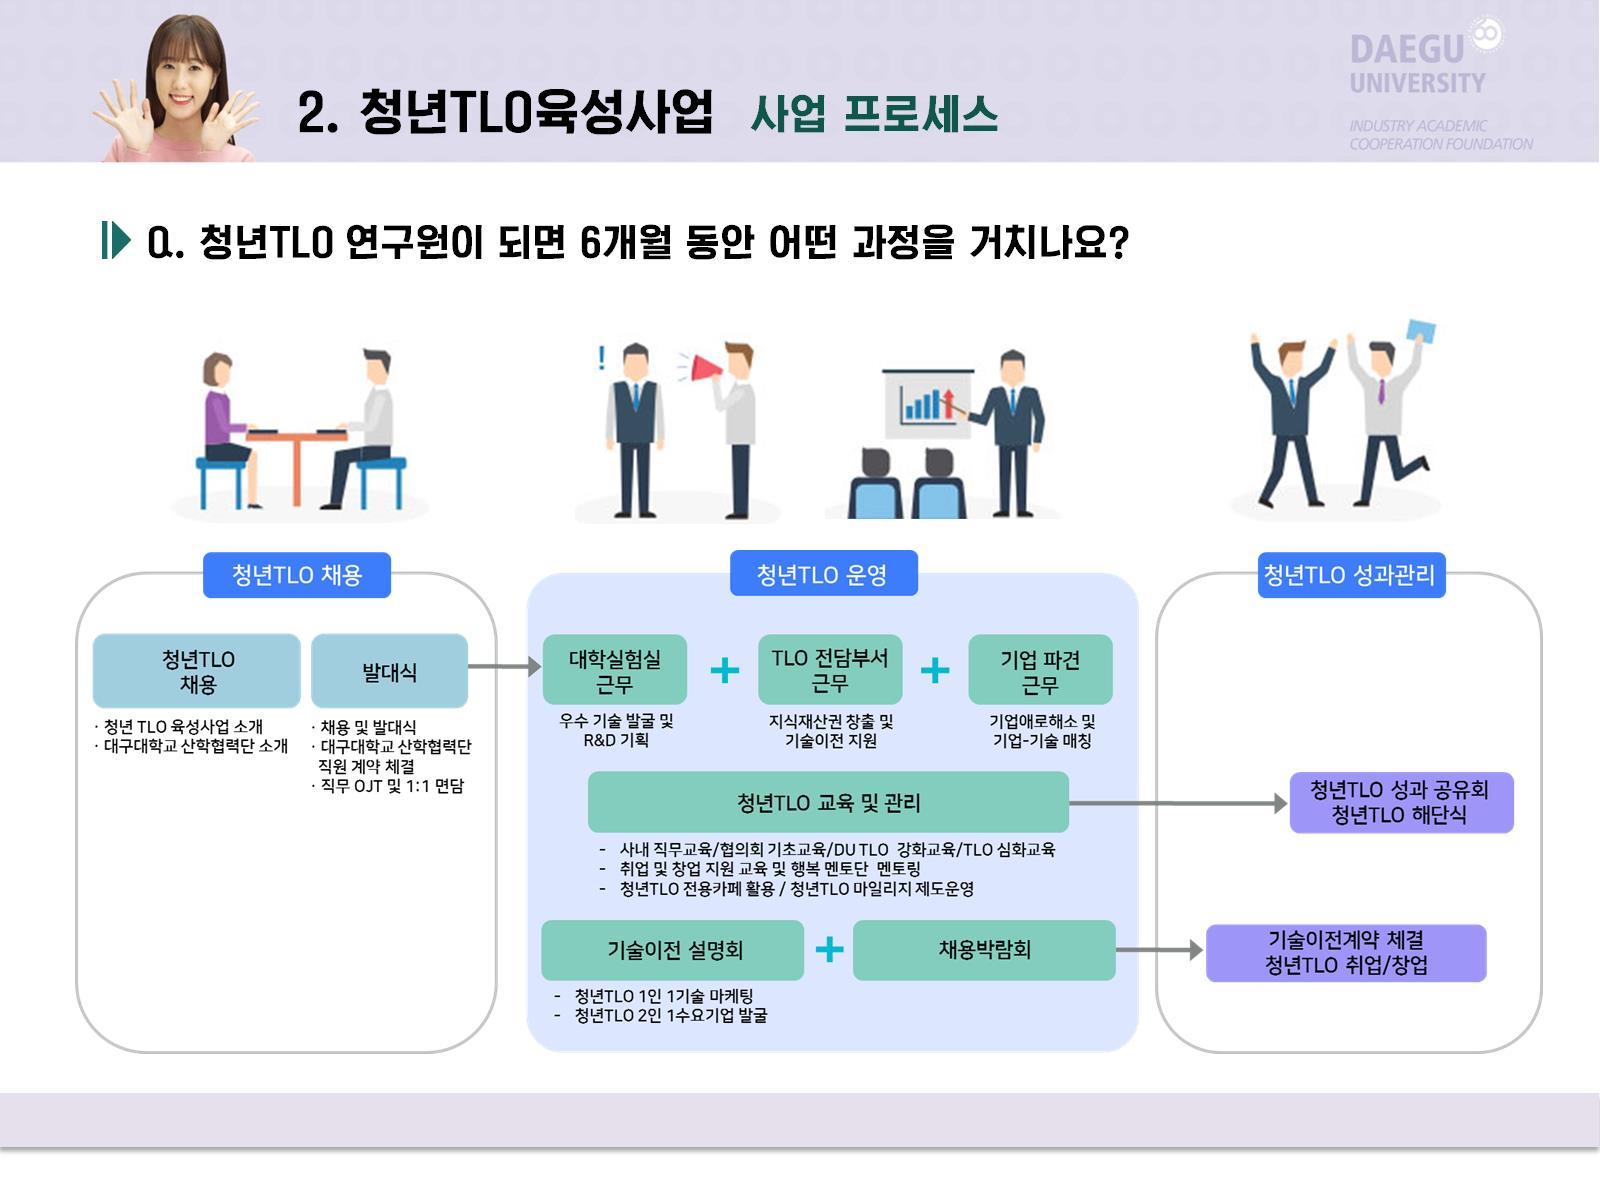 2. 청년TLO육성사업 사업 프로세스
DAEGU
UNIVERSITY
INDUSTRY ACADEMIC
COOPERATION FOUNDATION
Q. 청년TLO 연구원이 되면 6개월 동안 어떤 과정을 거치나요?
!
청년TLO 채용
청년TLO
채용
· 청년 TLO 육성사업 소개
· 대구대학교 산학협력단 소개
발대식
· 채용 및 발대식
· 대구대학교 산학협력단
직원 계약 체결
· 직무 OJT 및 1:1 면담
청년TLO 운영
대학실험실
근무
우수 기술 발굴 및
R&D 기획
+
TLO 전담부서
근무
지식재산권 창출 및
기술이전 지원
+
기업 파견
근무
기업애로해소 및
기업-기술 매칭
청년TLO 교육 및 관리
- 사내 직무교육/협의회 기초교육/DU TLO 강화교육/TLO 심화교육
- 취업 및 창업 지원 교육 및 행복 멘토단 멘토링
- 청년TLO 전용카페 활용 / 청년TLO 마일리지 제도운영
기술이전 설명회
+
채용박람회
- 청년TLO 1인 1기술 마케팅
- 청년TLO 2인 1수요기업 발굴
청년TLO 성과관리
청년TLO 성과 공유회
청년TLO 해단식
기술이전계약 체결
청년TLO 취업/창업